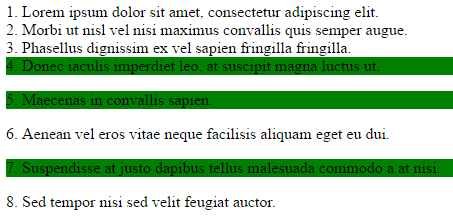 1. Lorem ipsum dolor sit amet, consectetur adipiscing elit.
2. Morbi ut nisl vel nisi maximus convallis quis semper augue.
3. Phasellus dignissim ex vel sapien fringilla fringilla.
4. Donec iaculis imperdiet leo, at suscipit magna luctus ut.
5. Maecenas in convallis sapien.
6. Aenean vel eros vitae neque facilisis aliquam eget eu dui.
7. Suspendisse at justo dapibus tellus malesuada commodo a at nisi.
8. Sed tempor nisi sed velit feugiat auctor.